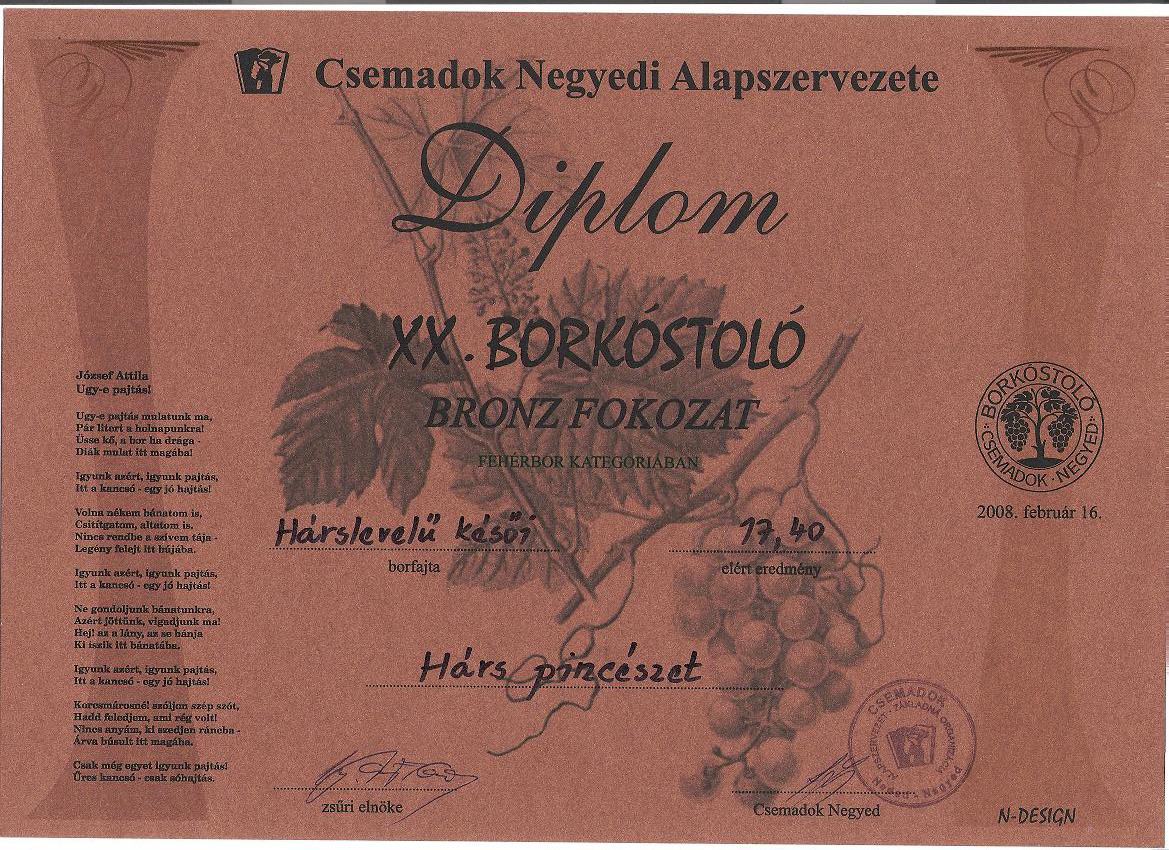 Csemadok Negyedi Alapszervezete
Diplom
XX. BORKÓSTOLÓ
BRONZ FOKOZAT
FEHÉRBOR KATEGÓRIÁBAN
Hárslevelű késői
borfajta
17,40
elért eredmény
Hárs pincészet
zsűri elnöke
Csemadok Negyed
József Attila
Ugy-e pajtás!
Ugy-e pajtás mulatunk ma,
Pár litert a holnapunkra!
Üsse kő, a bor ha drága -
Diák mulat itt magába!
Igyunk azért, igyunk pajtás,
Itt a kancsó - egy jó hajtás!
Volna nékem bánatom is,
Csititgatom, altatom is.
Nincs rendbe a szivem tája -
Legény felejt itt bújába.
Igyunk azért, igyunk pajtás,
Itt a kancsó - egy jó hajtás!
Ne gondoljunk bánatunkra,
Azért jöttünk, vigadjunk ma!
Hej! az a lány, az se bánja
Ki iszik itt bánatába.
Igyunk azért, igyunk pajtás,
Itt a kancsó - egy jó hajtás!
Korcsmárosné! szóljon szép szót,
Hadd feledjem, ami rég volt!
Nincs anyám, ki szedjen ráncba -
Árva búsult itt magába.
Csak még egyet igyunk pajtás!
Üres kancsó - csak sóhajtás.
BORKÓSTOLÓ
CSEMADOK · NEGYED
2008. február 16.
CSEMADOK
ALAPSZERVEZET - ZÁKLADNÁ ORGANIZÁCIA
N-DESIGN